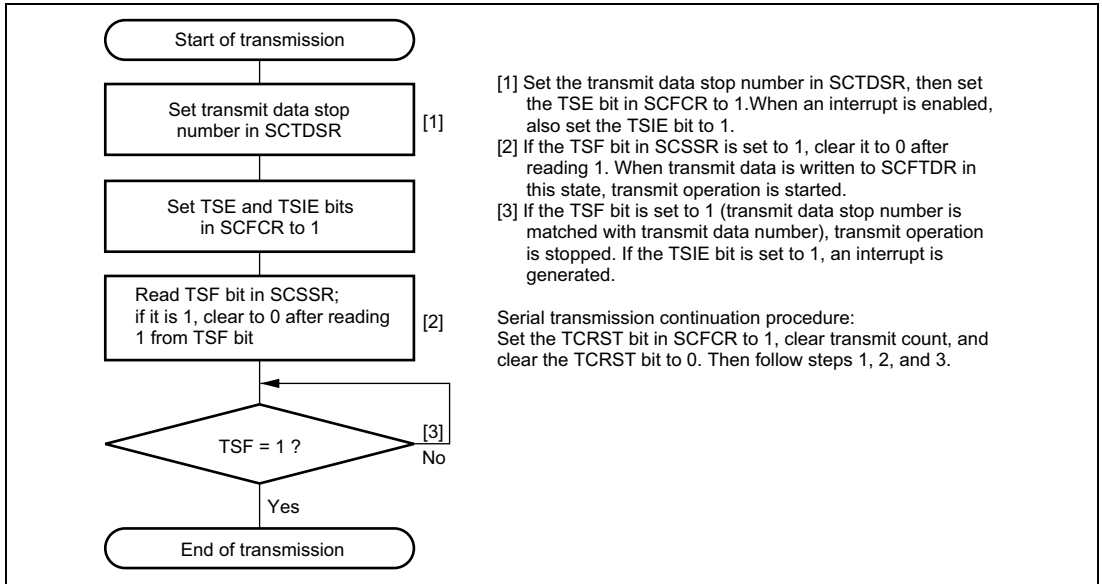 Start of transmission
Set transmit data stop
number in SCTDSR
[1]
Set TSE and TSIE bits
in SCFCR to 1
Read TSF bit in SCSSR;
if it is 1, clear to 0 after reading
1 from TSF bit
[2]
TSF = 1 ?
[3]
No
Yes
End of transmission
[1] Set the transmit data stop number in SCTDSR, then set
the TSE bit in SCFCR to 1.When an interrupt is enabled,
also set the TSIE bit to 1.
[2] If the TSF bit in SCSSR is set to 1, clear it to 0 after
reading 1. When transmit data is written to SCFTDR in
this state, transmit operation is started.
[3] If the TSF bit is set to 1 (transmit data stop number is
matched with transmit data number), transmit operation
is stopped. If the TSIE bit is set to 1, an interrupt is
generated.
Serial transmission continuation procedure:
Set the TCRST bit in SCFCR to 1, clear transmit count, and
clear the TCRST bit to 0. Then follow steps 1, 2, and 3.